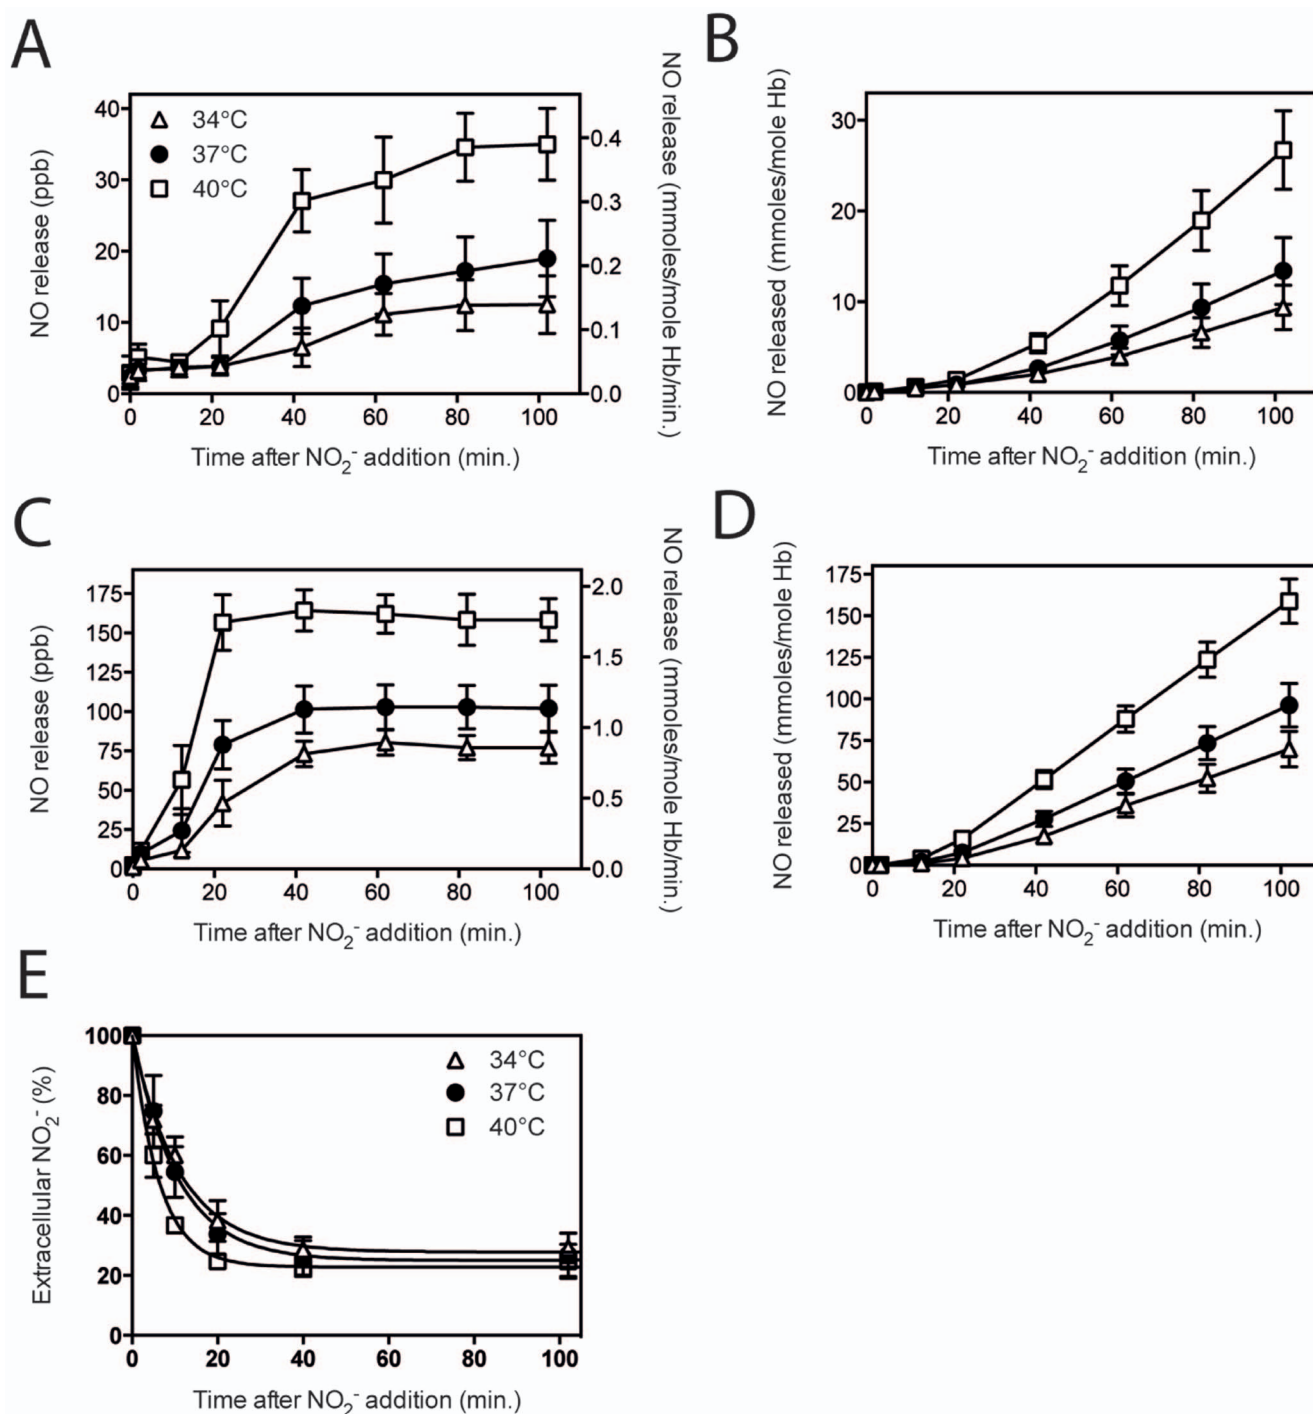 A
NO release (ppb)
40
30
20
10
0
34°C
37°C
40°C
0.4
0.3
0.2
0.1
0.0
NO release (mmoles/mole Hb/min.)
0 20 40 60 80 100
Time after NO₂⁻ addition (min.)
B
NO released (mmoles/mole Hb)
30
20
10
0
0 20 40 60 80 100
Time after NO₂⁻ addition (min.)
C
NO release (ppb)
175
150
125
100
75
50
25
0
2.0
1.5
1.0
0.5
0.0
NO release (mmoles/mole Hb/min.)
0 20 40 60 80 100
Time after NO₂⁻ addition (min.)
D
NO released (mmoles/mole Hb)
175
150
125
100
75
50
25
0
0 20 40 60 80 100
Time after NO₂⁻ addition (min.)
E
Extracellular NO₂⁻ (%)
100
80
60
40
20
0
34°C
37°C
40°C
0 20 40 60 80 100
Time after NO₂⁻ addition (min.)